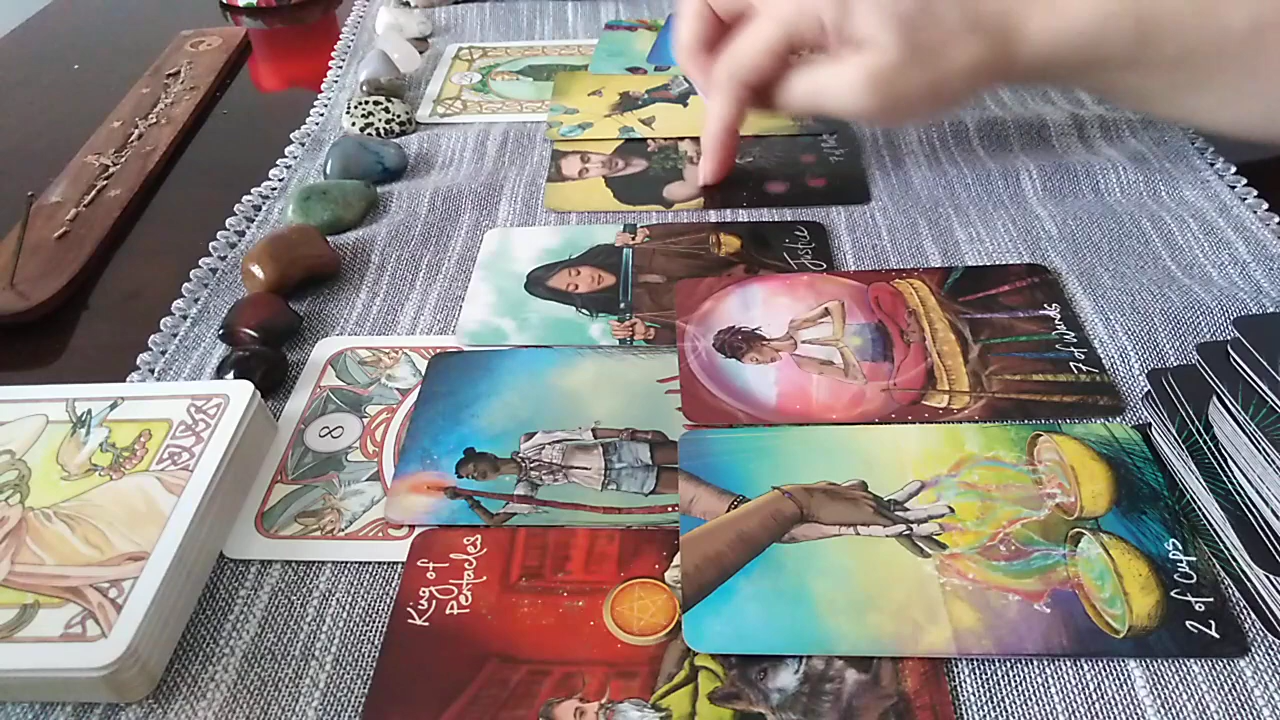 Justice
7 of Wands
8
King of
Pentacles
2 of Cups